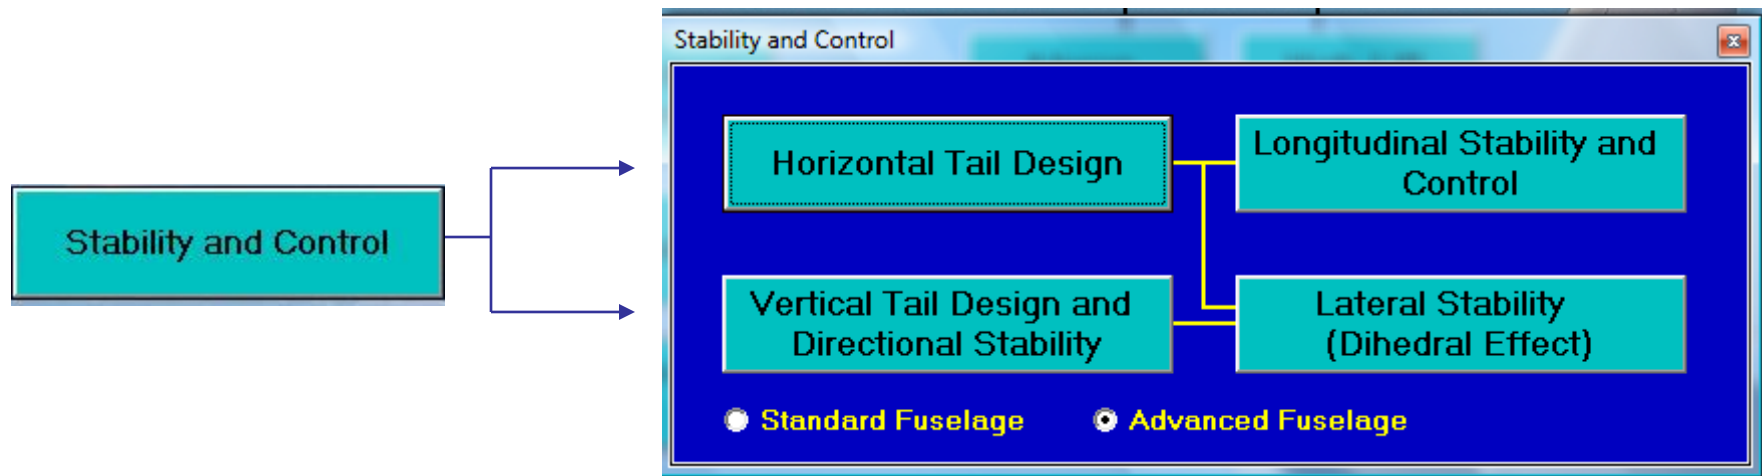 Stability and Control
Stability and Control
Horizontal Tail Design
Longitudinal Stability and
Control
Vertical Tail Design and
Directional Stability
Lateral Stability
(Dihedral Effect)
Standard Fuselage
Advanced Fuselage